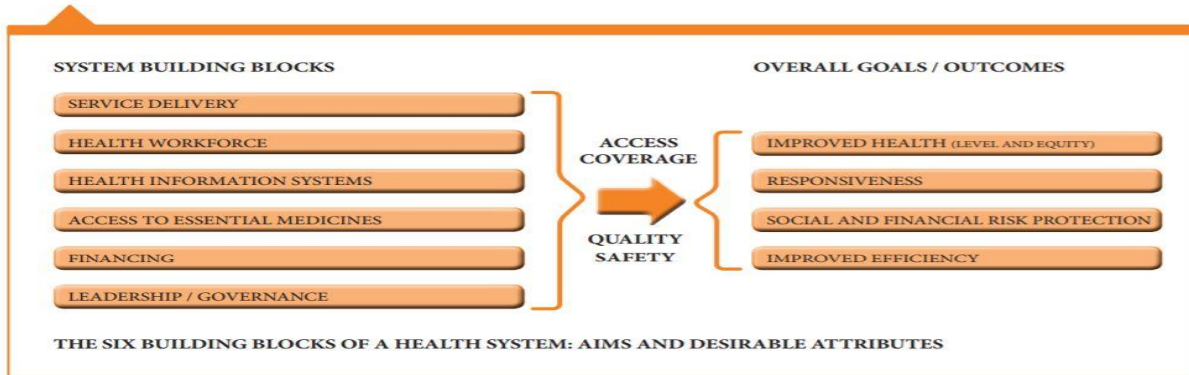 SYSTEM BUILDING BLOCKS
SERVICE DELIVERY
HEALTH WORKFORCE
HEALTH INFORMATION SYSTEMS
ACCESS TO ESSENTIAL MEDICINES
FINANCING
LEADERSHIP / GOVERNANCE
ACCESS
COVERAGE
QUALITY
SAFETY
OVERALL GOALS / OUTCOMES
IMPROVED HEALTH (LEVEL AND EQUITY)
RESPONSIVENESS
SOCIAL AND FINANCIAL RISK PROTECTION
IMPROVED EFFICIENCY
THE SIX BUILDING BLOCKS OF A HEALTH SYSTEM: AIMS AND DESIRABLE ATTRIBUTES